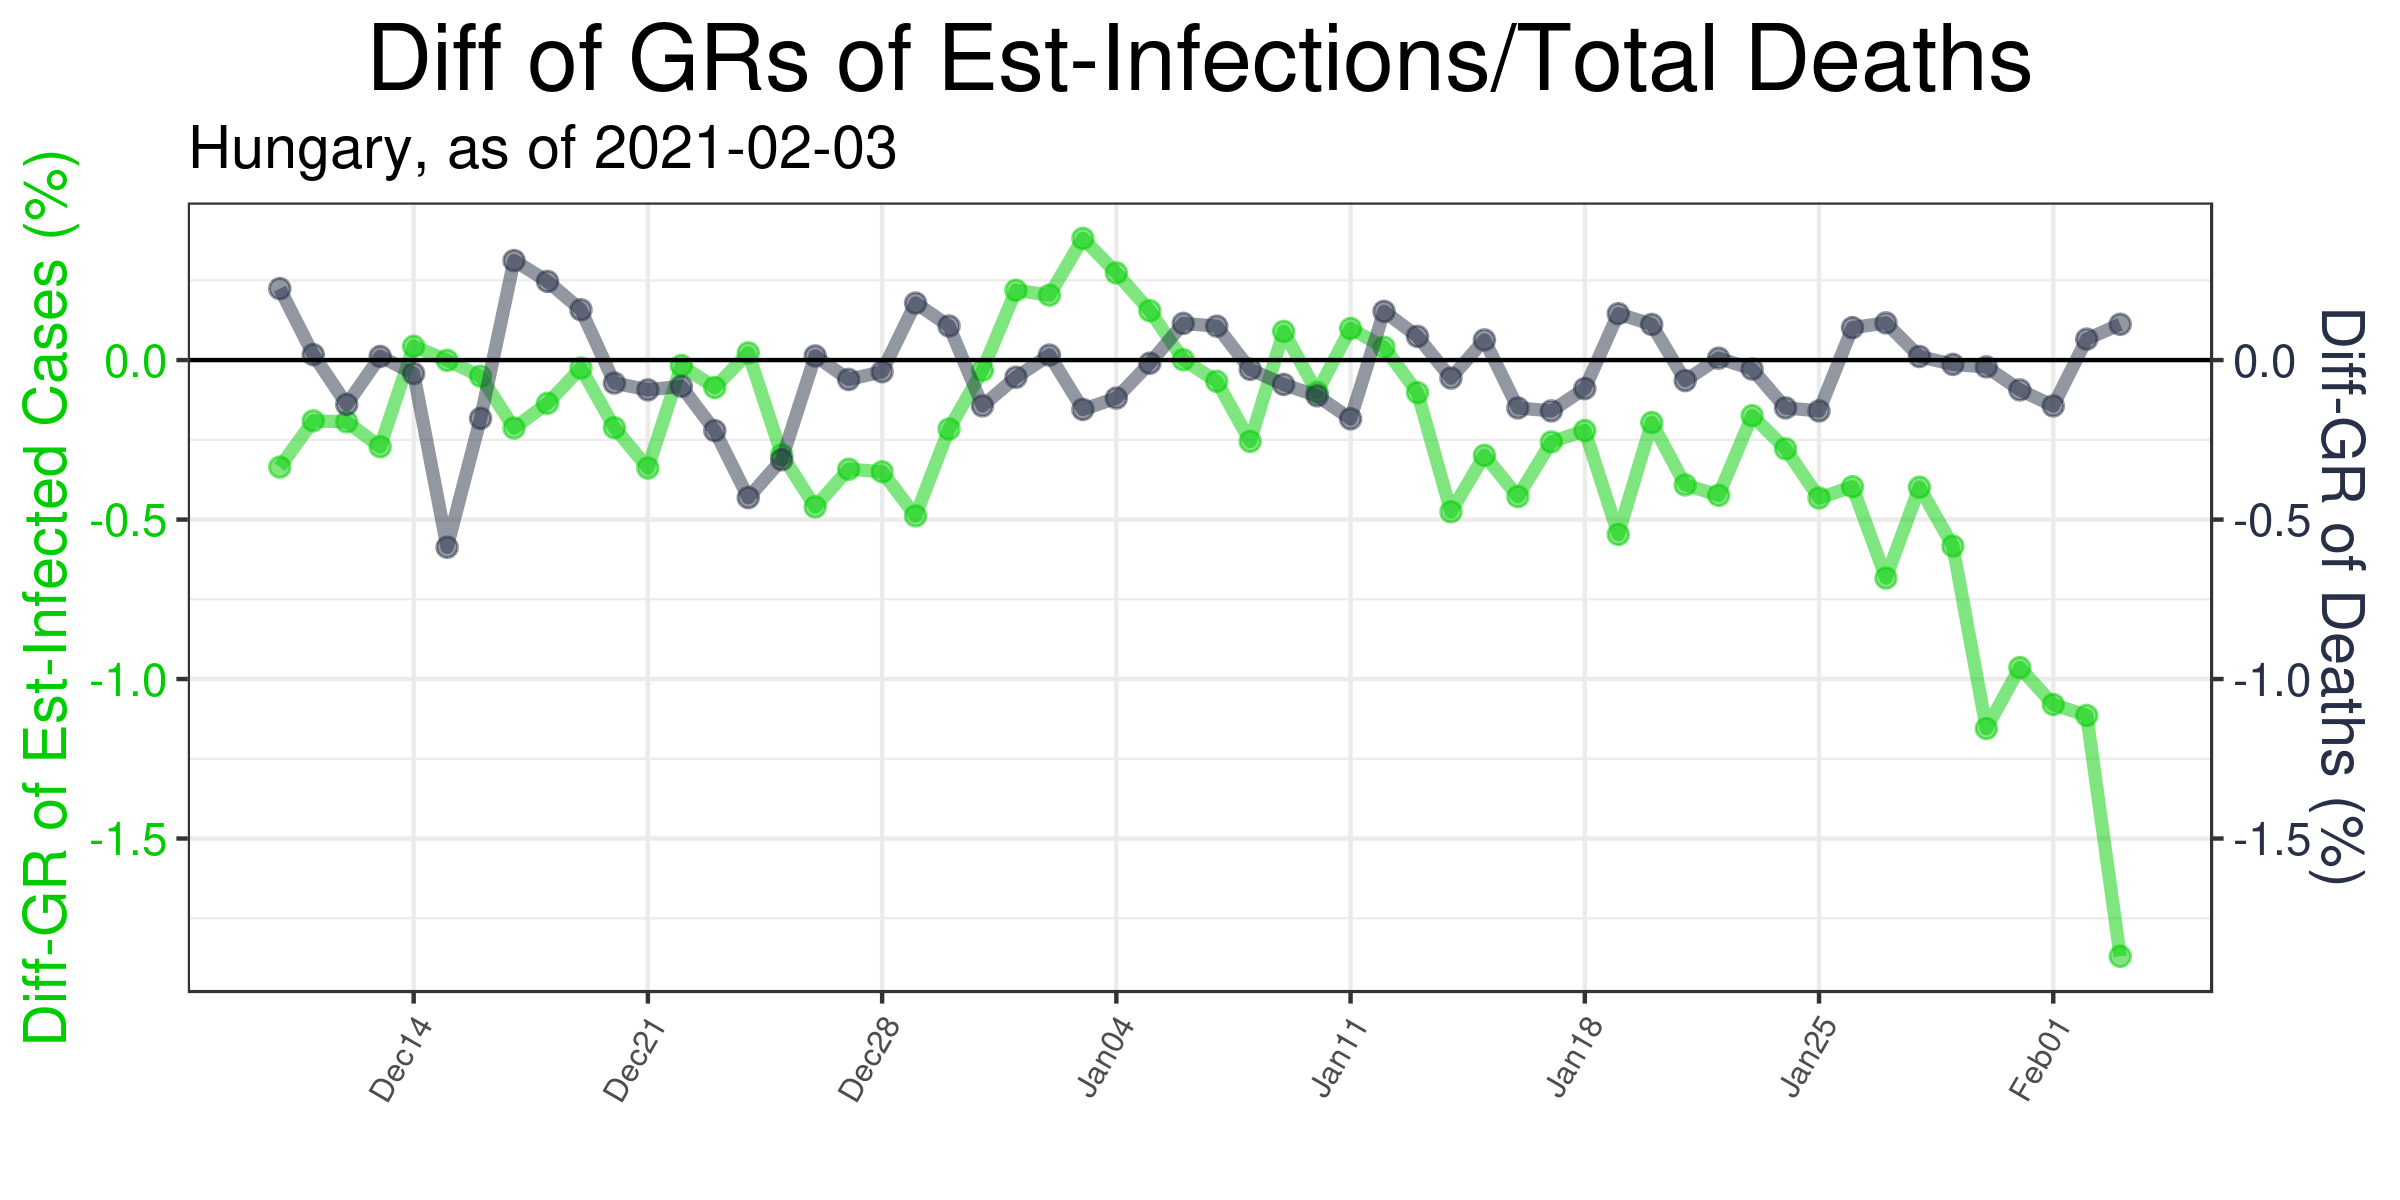 Diff of GRs of Est-Infections/Total Deaths
Hungary, as of 2021-02-03
Diff-GR of Est-Infected Cases (%)
0.0
-0.5
-1.0
-1.5
0.0
-0.5
-1.0
-1.5
Diff-GR of Deaths (%)
Dec14
Dec21
Dec28
Jan04
Jan11
Jan18
Jan25
Feb01